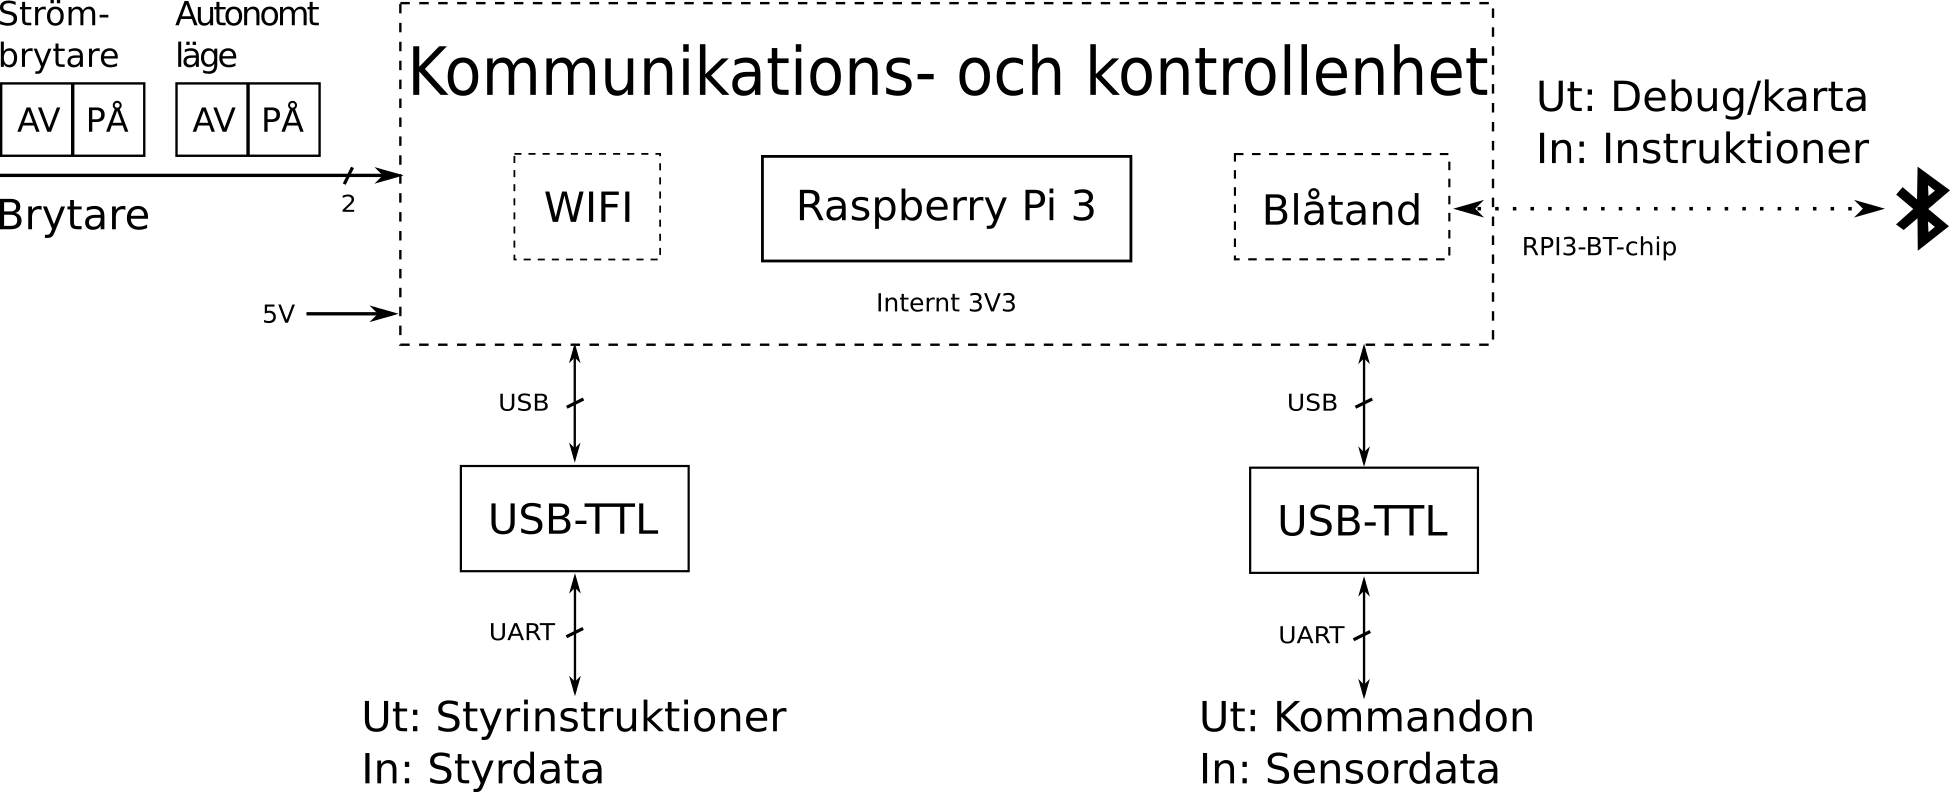 Ström-
brytare
Autonomt
läge
AV
PÅ
AV
PÅ
2
Brytare
5V
Kommunikations- och kontrollenhet
WIFI
Raspberry Pi 3
Blåtand
Internt 3V3
Ut: Debug/karta
In: Instruktioner
RPI3-BT-chip
USB
USB-TTL
UART
Ut: Styrinstruktioner
In: Styrdata
USB
USB-TTL
UART
Ut: Kommandon
In: Sensordata